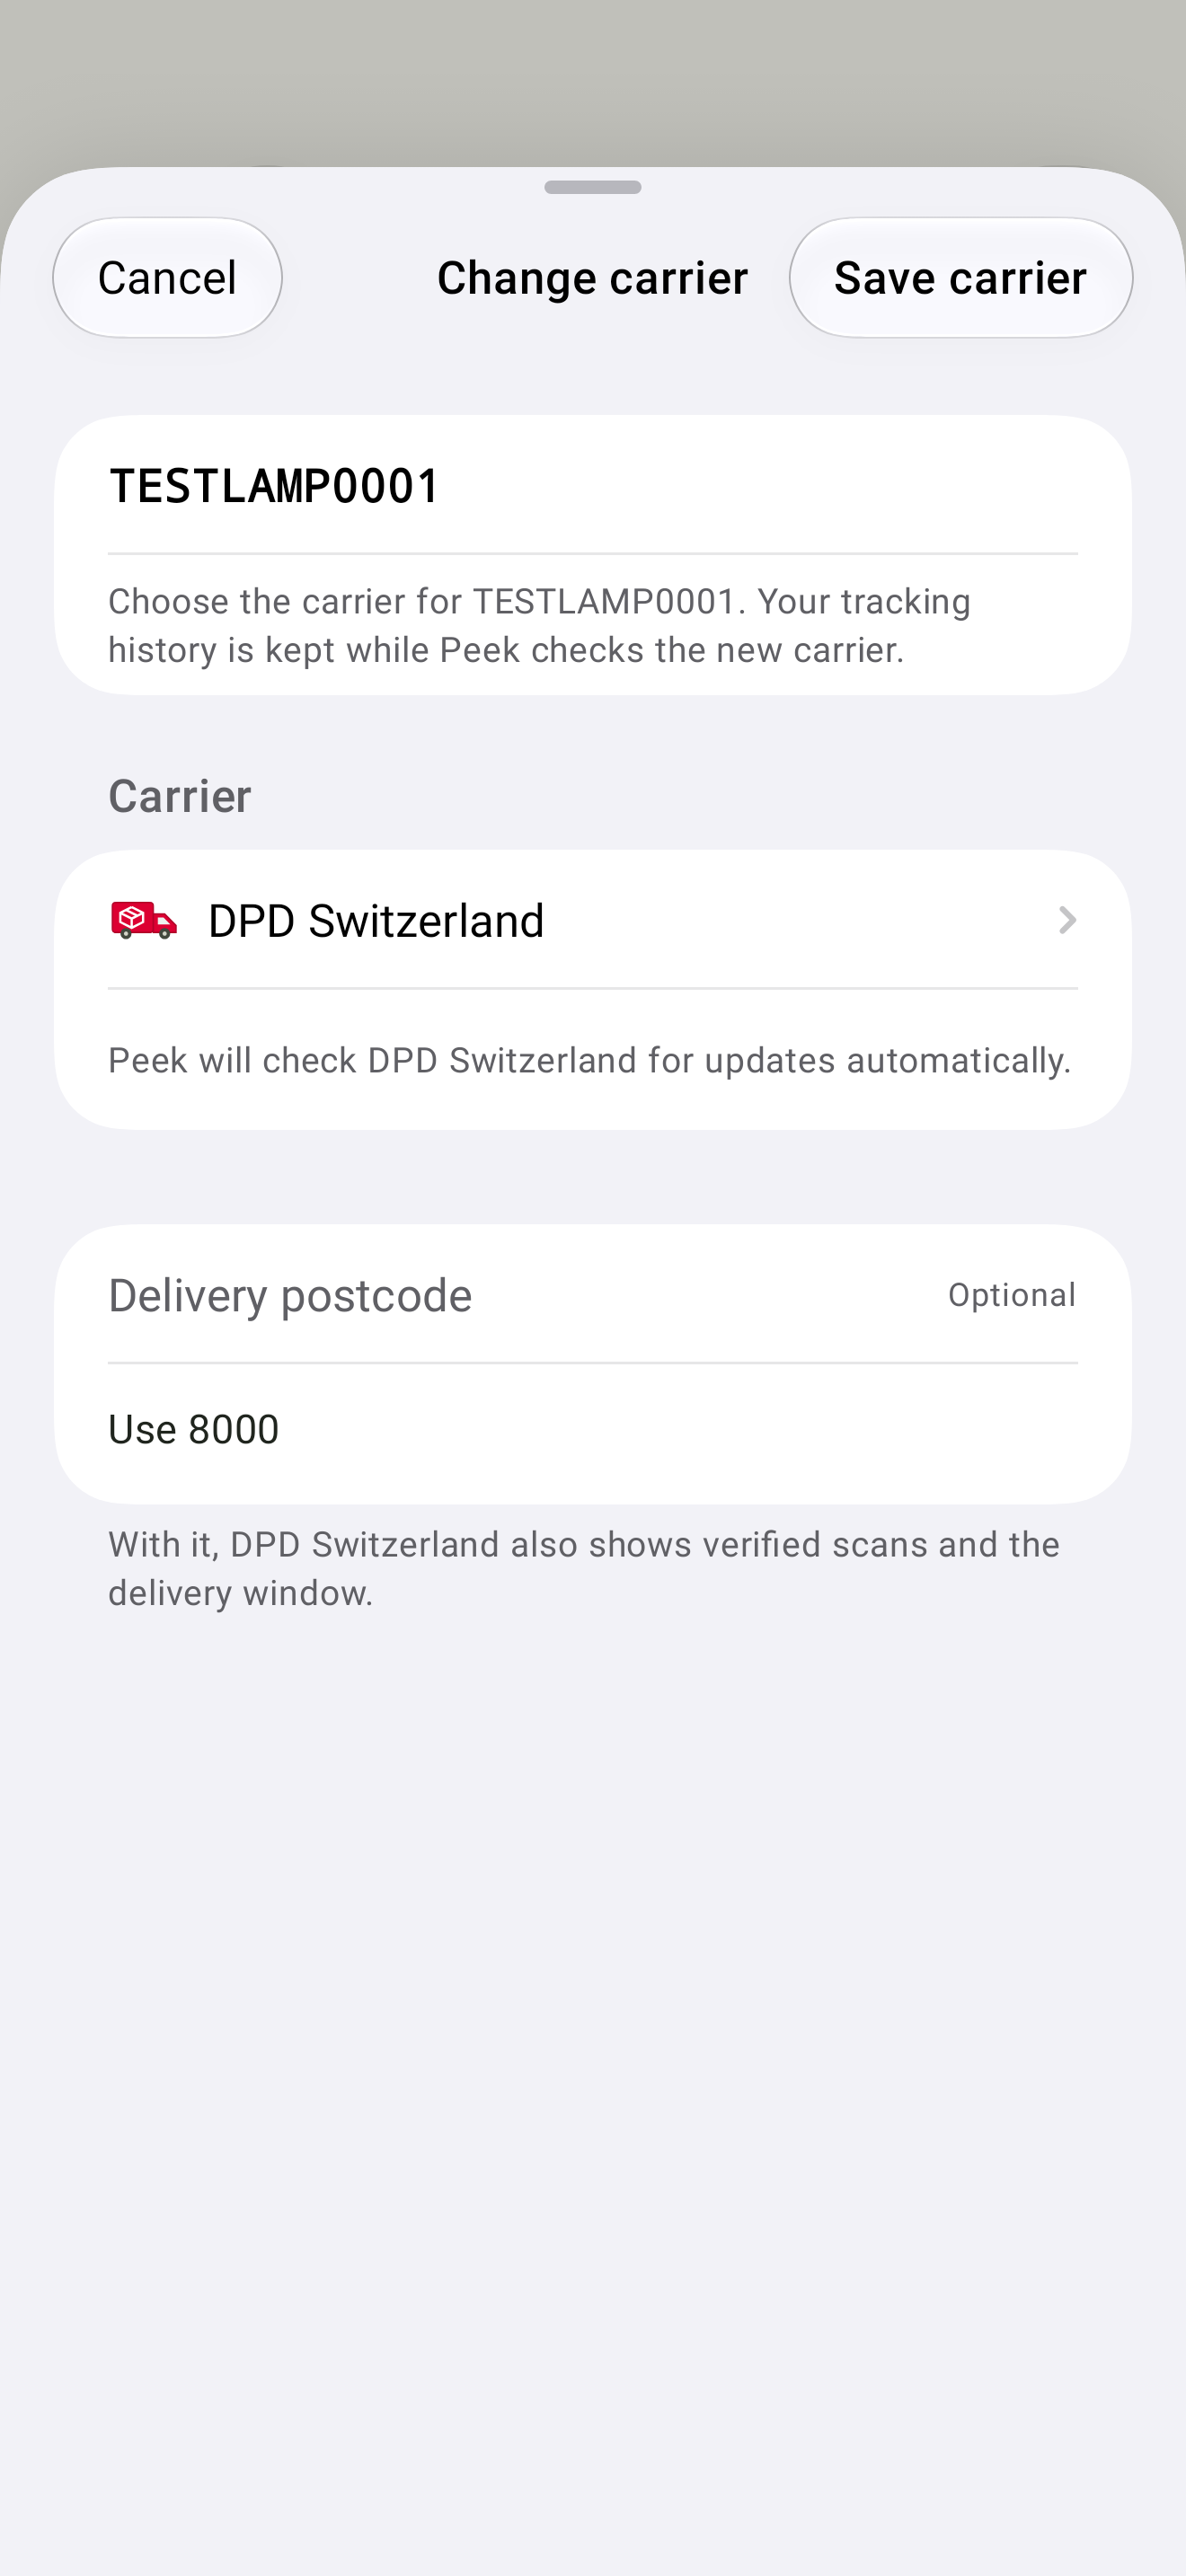 Cancel
Change carrier
Save carrier
TESTLAMP0001
Choose the carrier for TESTLAMP0001. Your tracking
history is kept while Peek checks the new carrier.
Carrier
DPD Switzerland
Peek will check DPD Switzerland for updates automatically.
Delivery postcode
Optional
Use 8000
With it, DPD Switzerland also shows verified scans and the
delivery window.